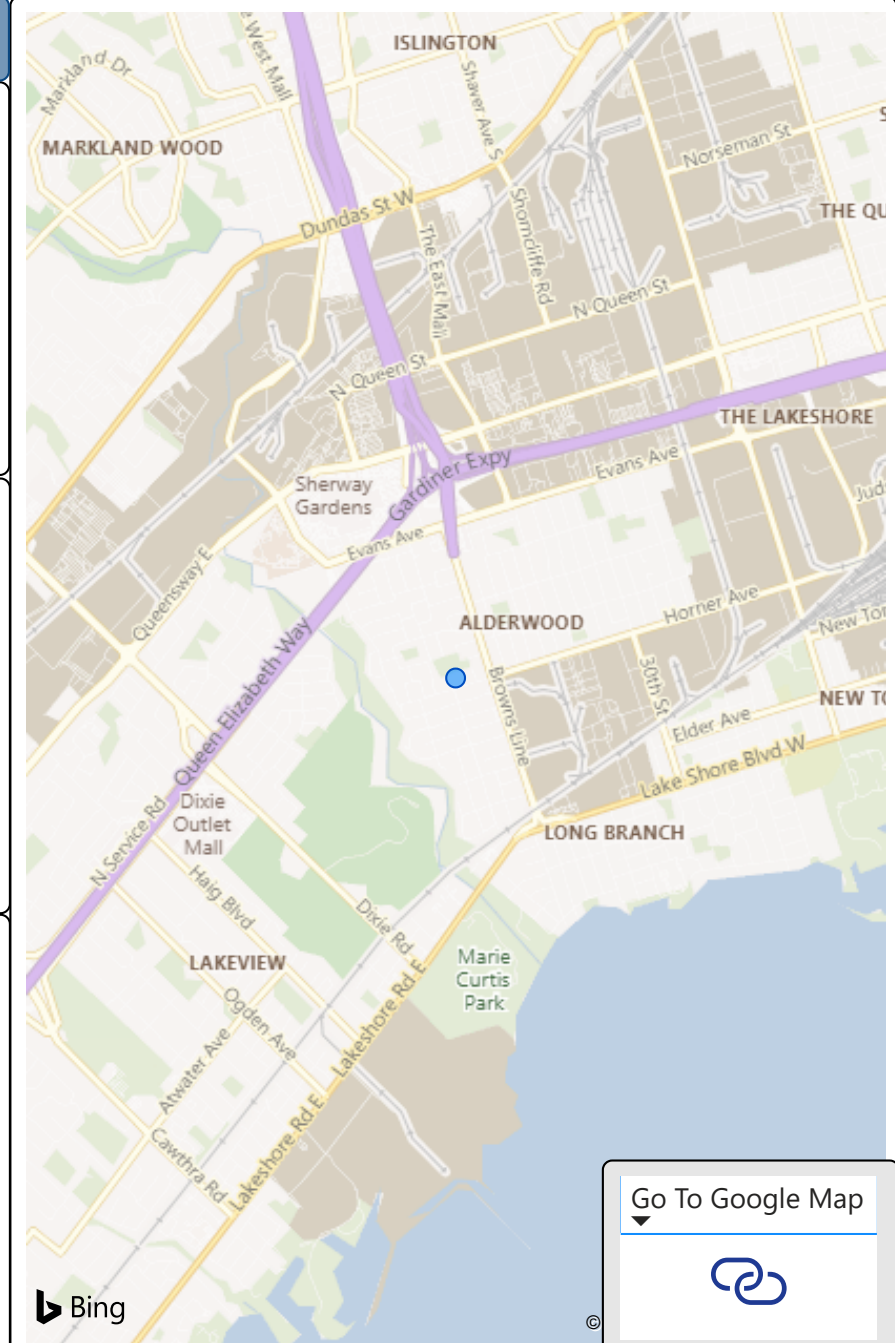 ISLINGTON
West Mall
Markland Dr
Shaver Ave S
MARKLAND WOOD
Norseman St
Dundas St W
THE QU
The East Mall
Shorncliffe Rd
N Queen St
N Queen St
THE LAKESHORE
Gardiner Expy
Evans Ave
Sherway
Gardens
Jud
Evans Ave
Queensway E
Horner Ave
ALDERWOOD
New Tor
Queen Elizabeth Way
Browns Line
30th St
NEW TO
Elder Ave
Lake Shore Blvd W
Dixie
Outlet
Mall
N Service Rd
LONG BRANCH
Haig Blvd
Dixie Rd
LAKEVIEW
Marie
Curtis
Park
Ogden Ave
Lakeshore Rd E
Atwater Ave
Cawthra Rd
Lakeshore Rd E
Go To Google Map
Bing
©